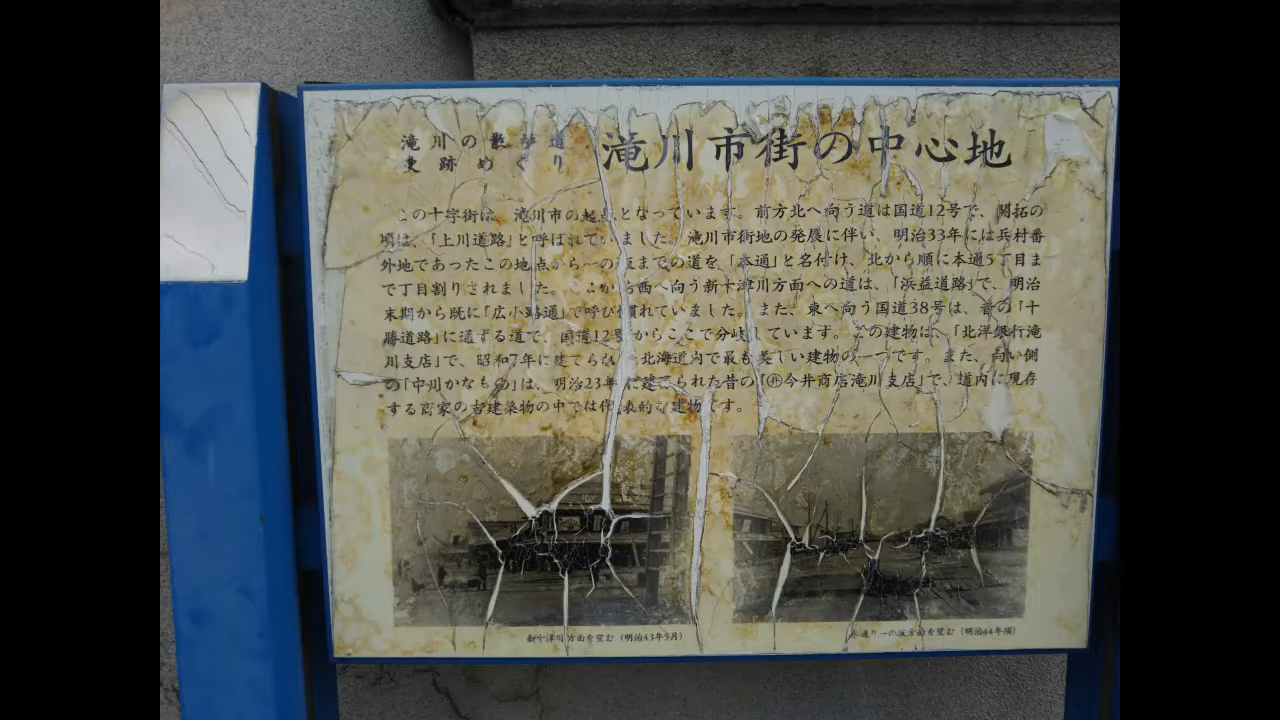 滝川の散歩道
史跡めぐり
滝川市街の中心地
この十字街は、滝川市の起点となっています。前方北へ向う道は国道12号で、開拓の
頃は、「上川道路」と呼ばれていました。滝川市街地の発展に伴い、明治33年には兵村番
外地であったこの地点から一の坂までの道を「本通」と名付け、北から順に本通5丁目ま
で丁目割りされました。ここから西へ向う新十津川方面への道は、「浜益道路」で、明治
末期から既に「広小路通」で呼び慣れていました。また、東へ向う国道38号は、昔の「十
勝道路」に通ずる道で、国道12号からここで分岐しています。この建物は、「北洋銀行滝
川支店」で、昭和7年に建てられ、北海道内で最も美しい建物の一つです。また、向い側
の「中川かなもの」は、明治23年に建てられた昔の「㊉今井商店滝川支店」で、道内に現存
する商家の古建築物の中では代表的な建物です。
新十津川方面を望む（明治43年5月）
本通り一の坂方面を望む（明治44年頃）